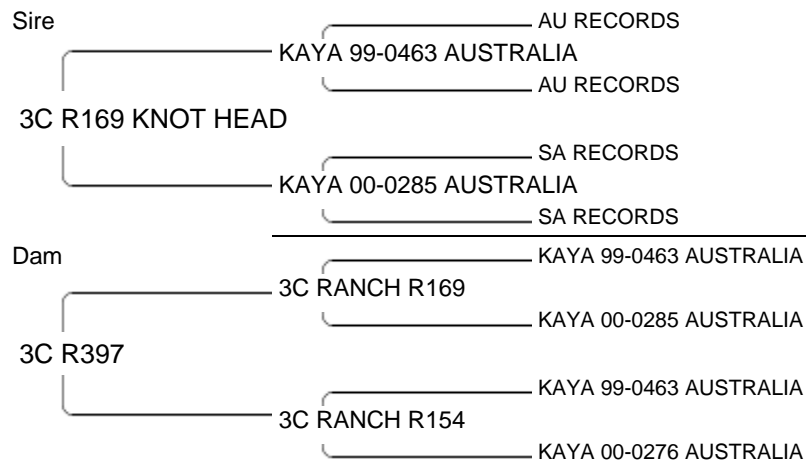 Sire
AU RECORDS
KAYA 99-0463 AUSTRALIA
AU RECORDS
3C R169 KNOT HEAD
SA RECORDS
KAYA 00-0285 AUSTRALIA
SA RECORDS
Dam
KAYA 99-0463 AUSTRALIA
3C RANCH R169
KAYA 00-0285 AUSTRALIA
3C R397
KAYA 99-0463 AUSTRALIA
3C RANCH R154
KAYA 00-0276 AUSTRALIA